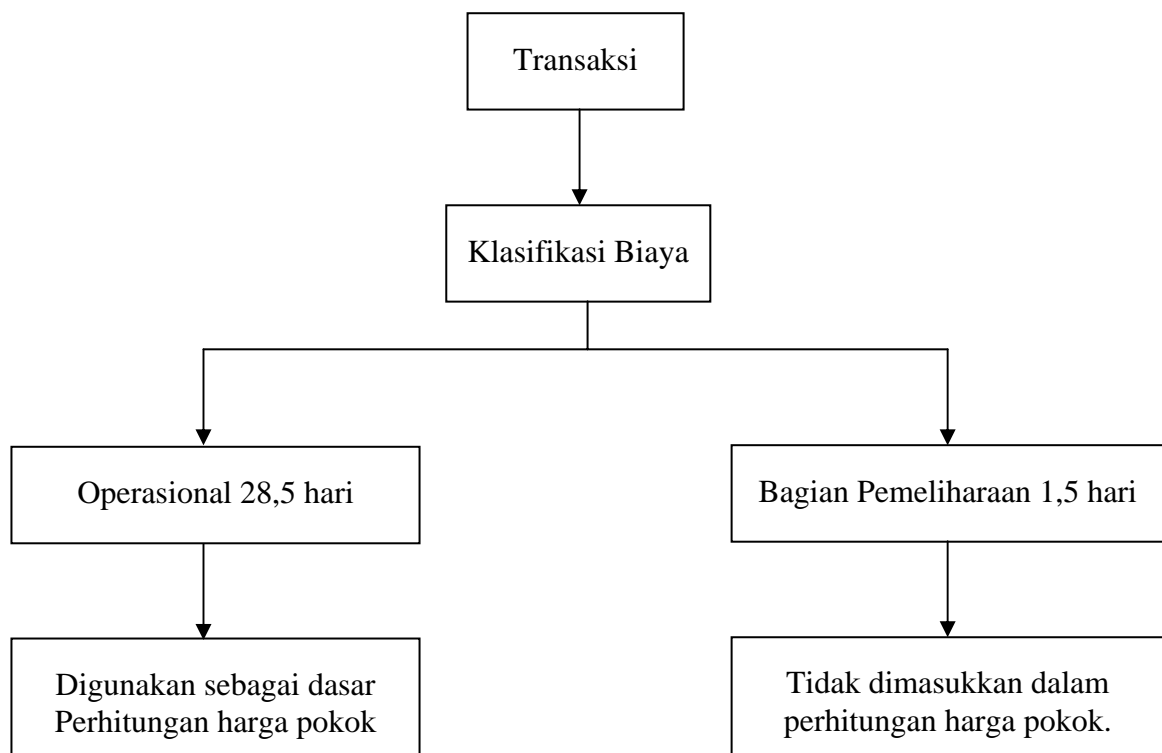 Transaksi
Klasifikasi Biaya
Operasional 28,5 hari
Bagian Pemeliharaan 1,5 hari
Digunakan sebagai dasar
Perhitungan harga pokok
Tidak dimasukkan dalam
perhitungan harga pokok.